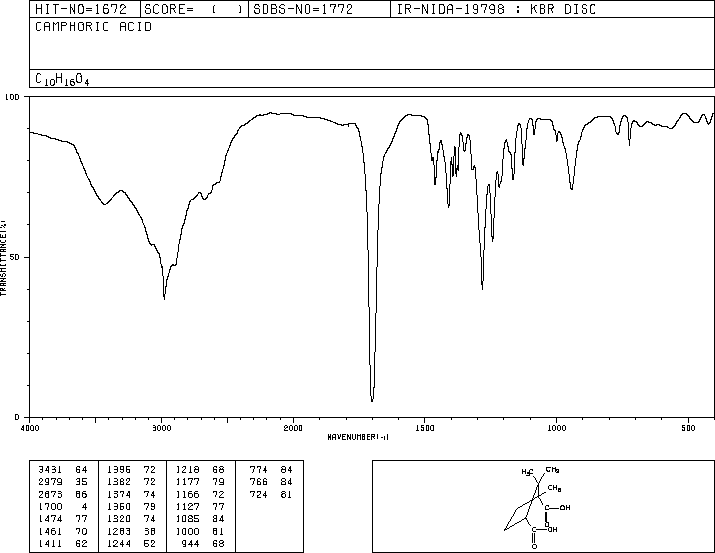 HIT-NO=1672 SCORE= ( ) SDBS-NO=1772 IR-NIDA-19798 : KBR DISC
CAMPHORIC ACID
C10H16O4
100
TRANSMITTANCE(%)
50
0
4000 3000 2000 1500 1000 500
WAVENUMBER(-1)
3431 64 1396 72 1218 68 774 84
2979 35 1382 72 1177 79 766 84
2673 66 1374 74 1166 72 724 81
1700 4 1350 79 1127 77
1474 77 1320 74 1085 84
1461 70 1283 38 1000 81
1411 62 1244 52 944 68
H3C CH3
CH3
C OH
O
C OH
O